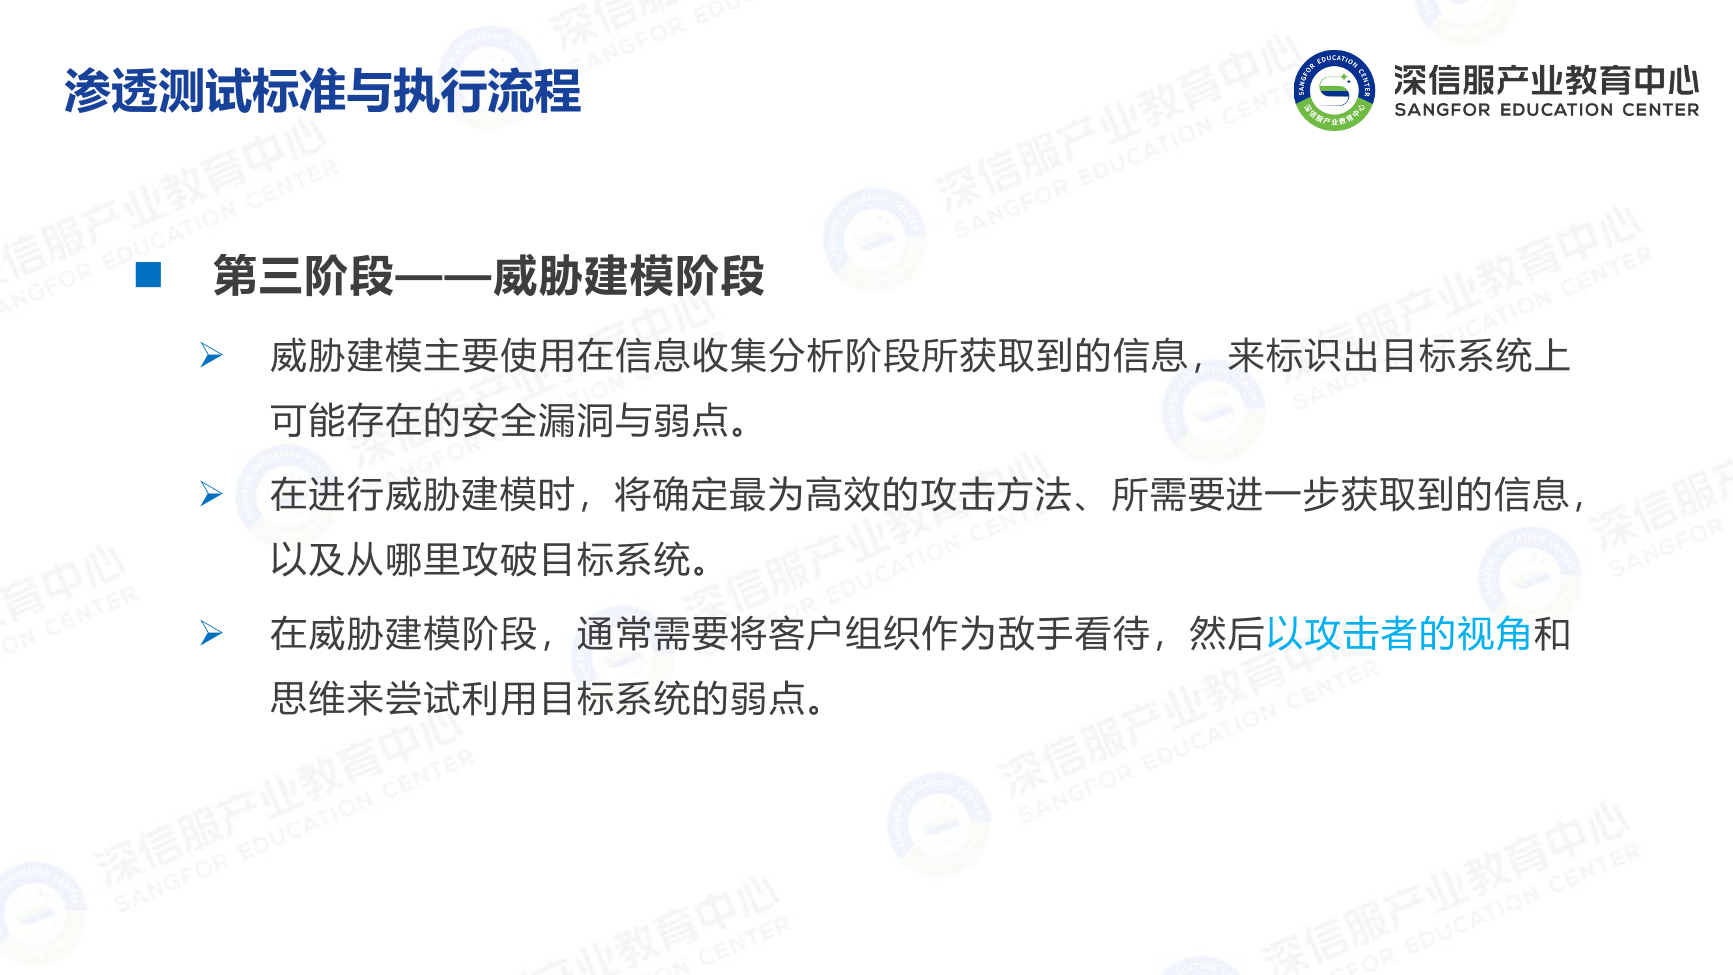 渗透测试标准与执行流程
深信服产业教育中心
SANGFOR EDUCATION CENTER
第三阶段——威胁建模阶段
威胁建模主要使用在信息收集分析阶段所获取到的信息，来标识出目标系统上
可能存在的安全漏洞与弱点。
在进行威胁建模时，将确定最为高效的攻击方法、所需要进一步获取到的信息，
以及从哪里攻破目标系统。
在威胁建模阶段，通常需要将客户组织作为敌手看待，然后以攻击者的视角和
思维来尝试利用目标系统的弱点。